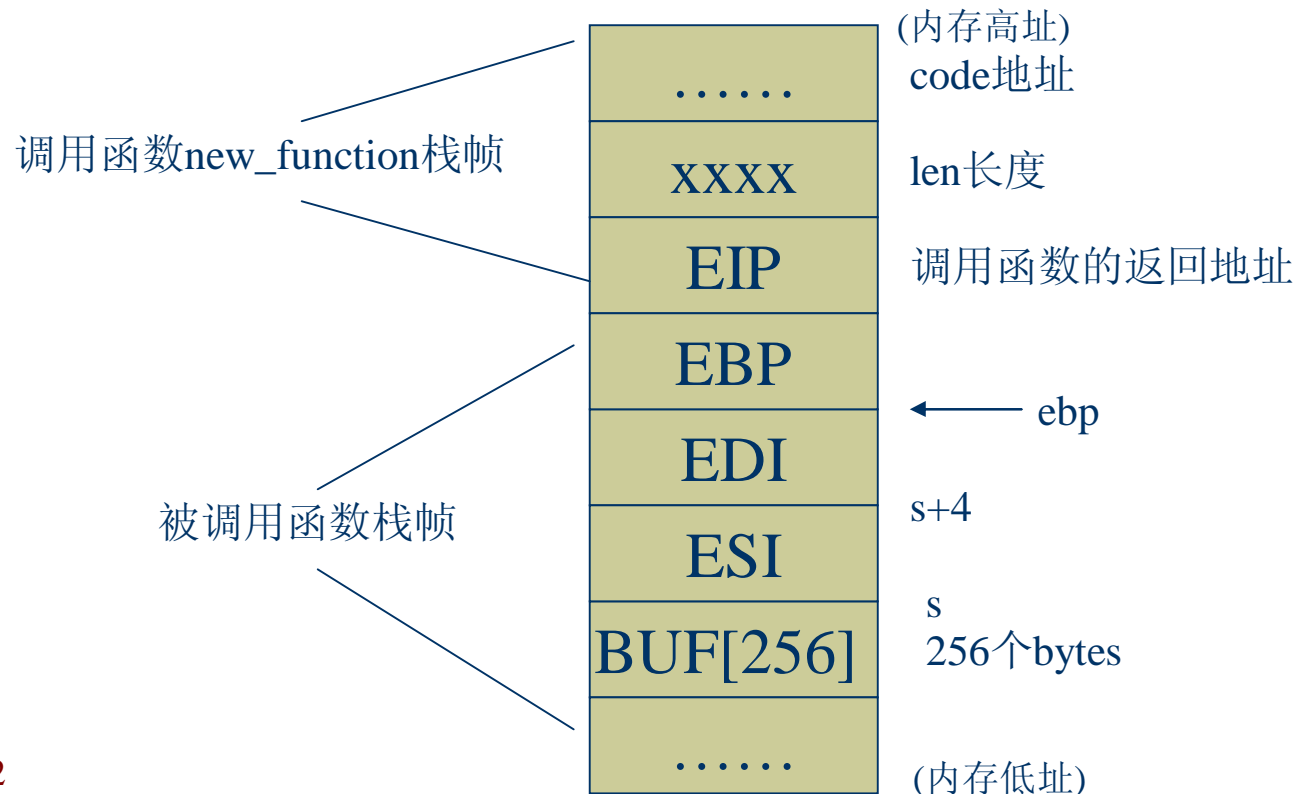 (内存高址)
……
code地址
调用函数new_function栈帧
xxxx
len长度
EIP
调用函数的返回地址
EBP
ebp
EDI
s+4
被调用函数栈帧
ESI
s
BUF[256]
256个bytes
……
(内存低址)
2